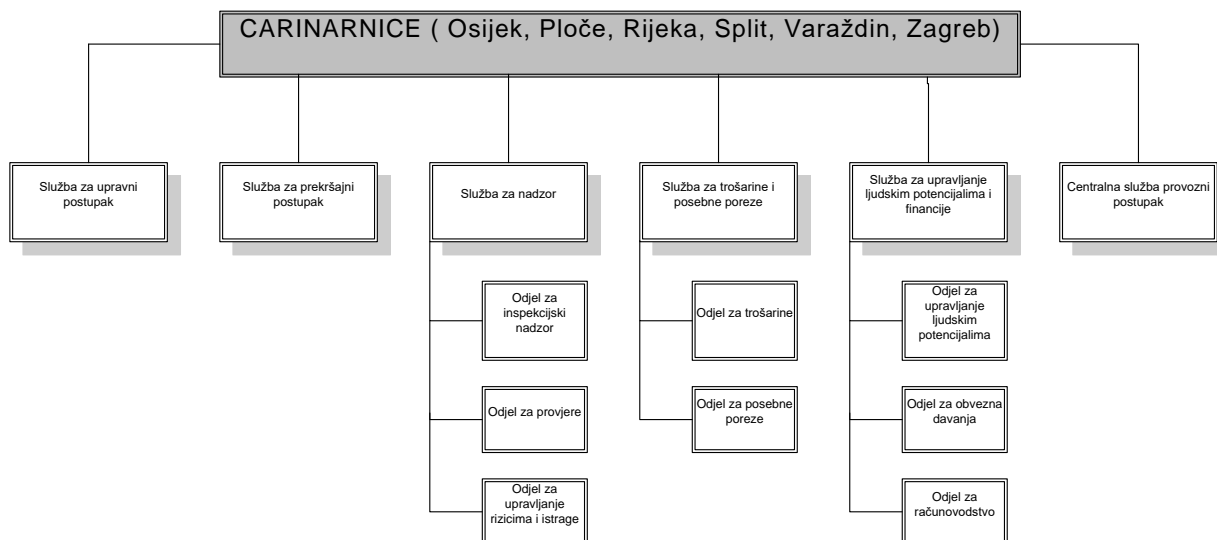 CARINARNICE ( Osijek, Ploče, Rijeka, Split, Varaždin, Zagreb)
Služba za upravni
postupak
Služba za prekršajni
postupak
Služba za nadzor
Služba za trošarine i
posebne poreze
Služba za upravljanje
ljudskim potencijalima i
financije
Centralna služba provozni
postupak
Odjel za
inspekcijski
nadzor
Odjel za trošarine
Odjel za
upravljanje
ljudskim
potencijalima
Odjel za provjere
Odjel za posebne
poreze
Odjel za obvezna
davanja
Odjel za
upravljanje
rizicima i istrage
Odjel za
računovodstvo